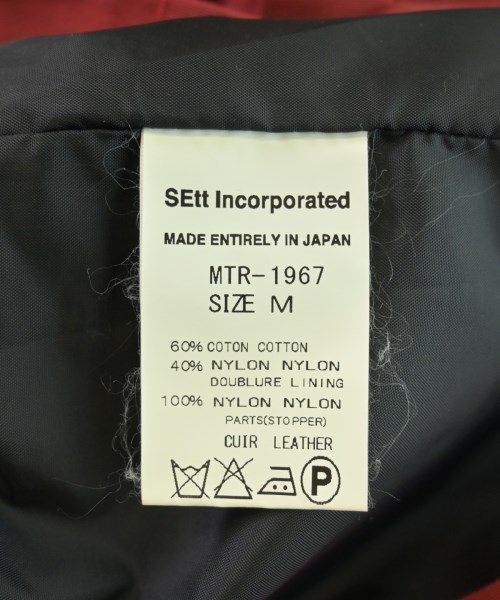 SEtt Incorporated
MADE ENTIRELY IN JAPAN
MTR-1967
SIZE M
60% COTON COTTON
40% NYLON NYLON
DOUBLURE LINING
100% NYLON NYLON
PARTS(STOPPER)
CUIR LEATHER
P